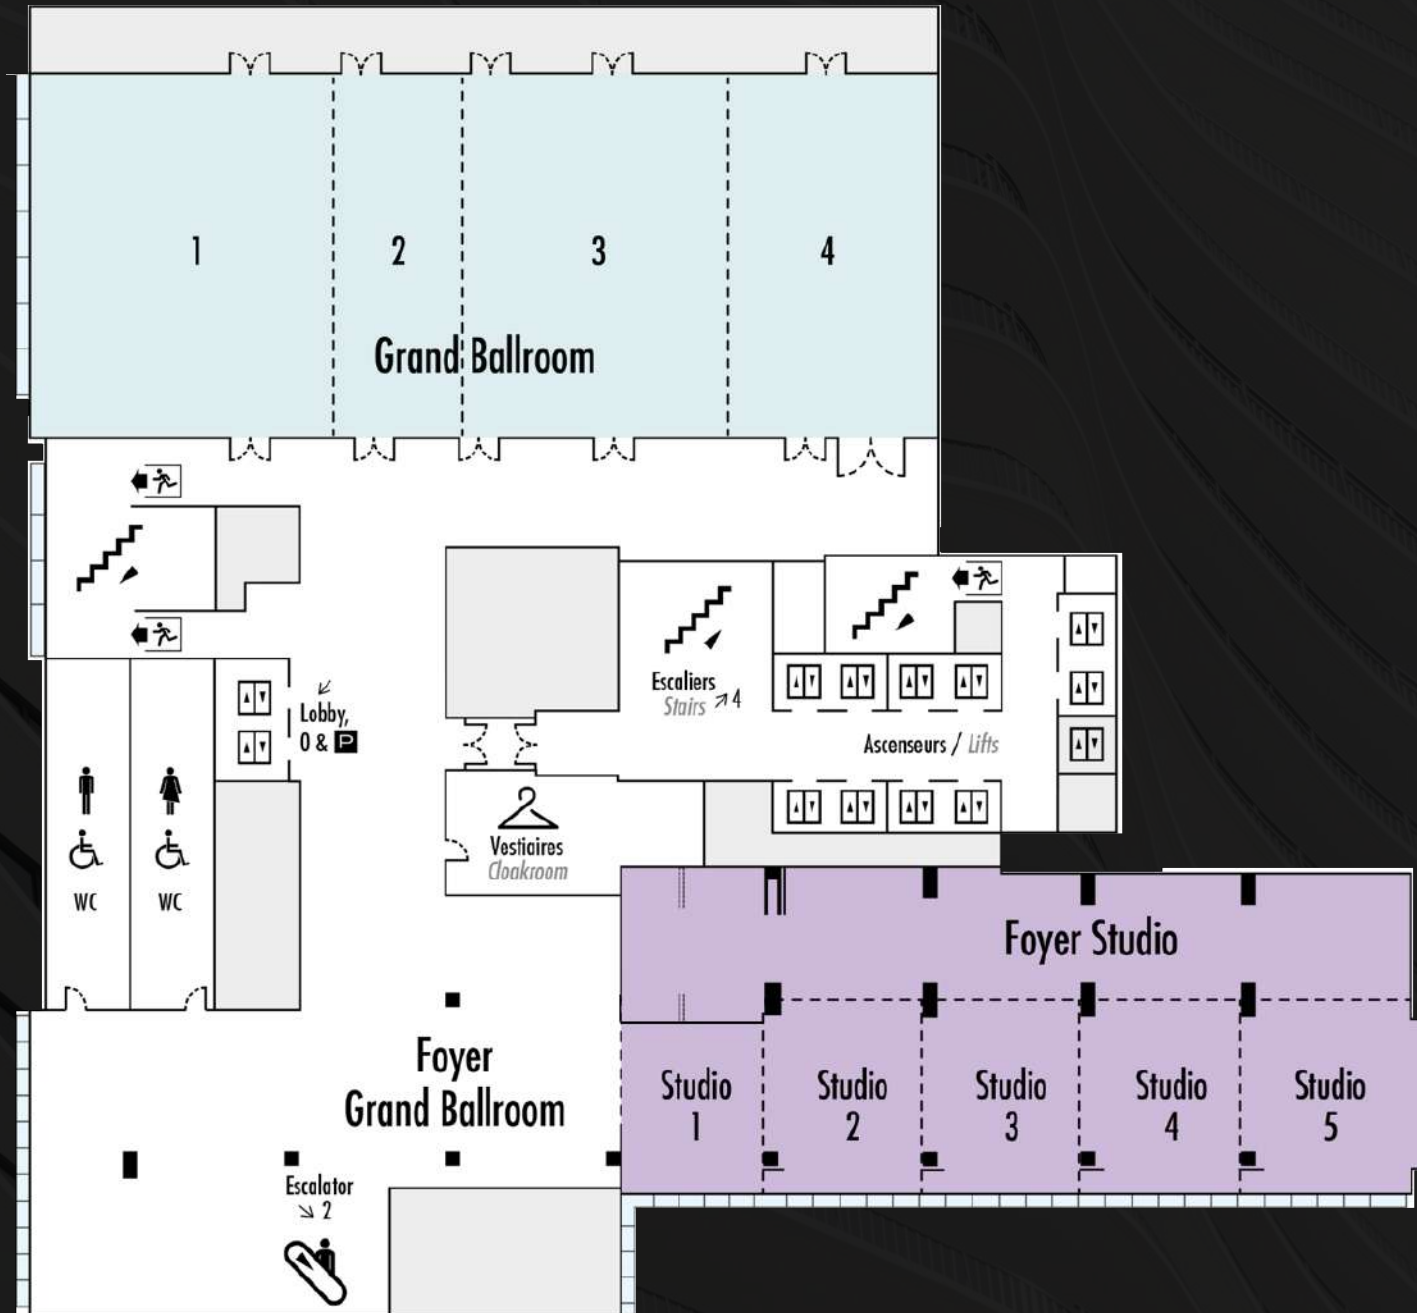 1
2
3
4
Grand Ballroom
Escaliers
Stairs ↗ 4
Lobby,
0 & P
Ascenseurs / Lifts
Vestiaires
Cloakroom
WC
WC
Foyer Studio
Foyer
Grand Ballroom
Studio
1
Studio
2
Studio
3
Studio
4
Studio
5
Escalator
↘ 2